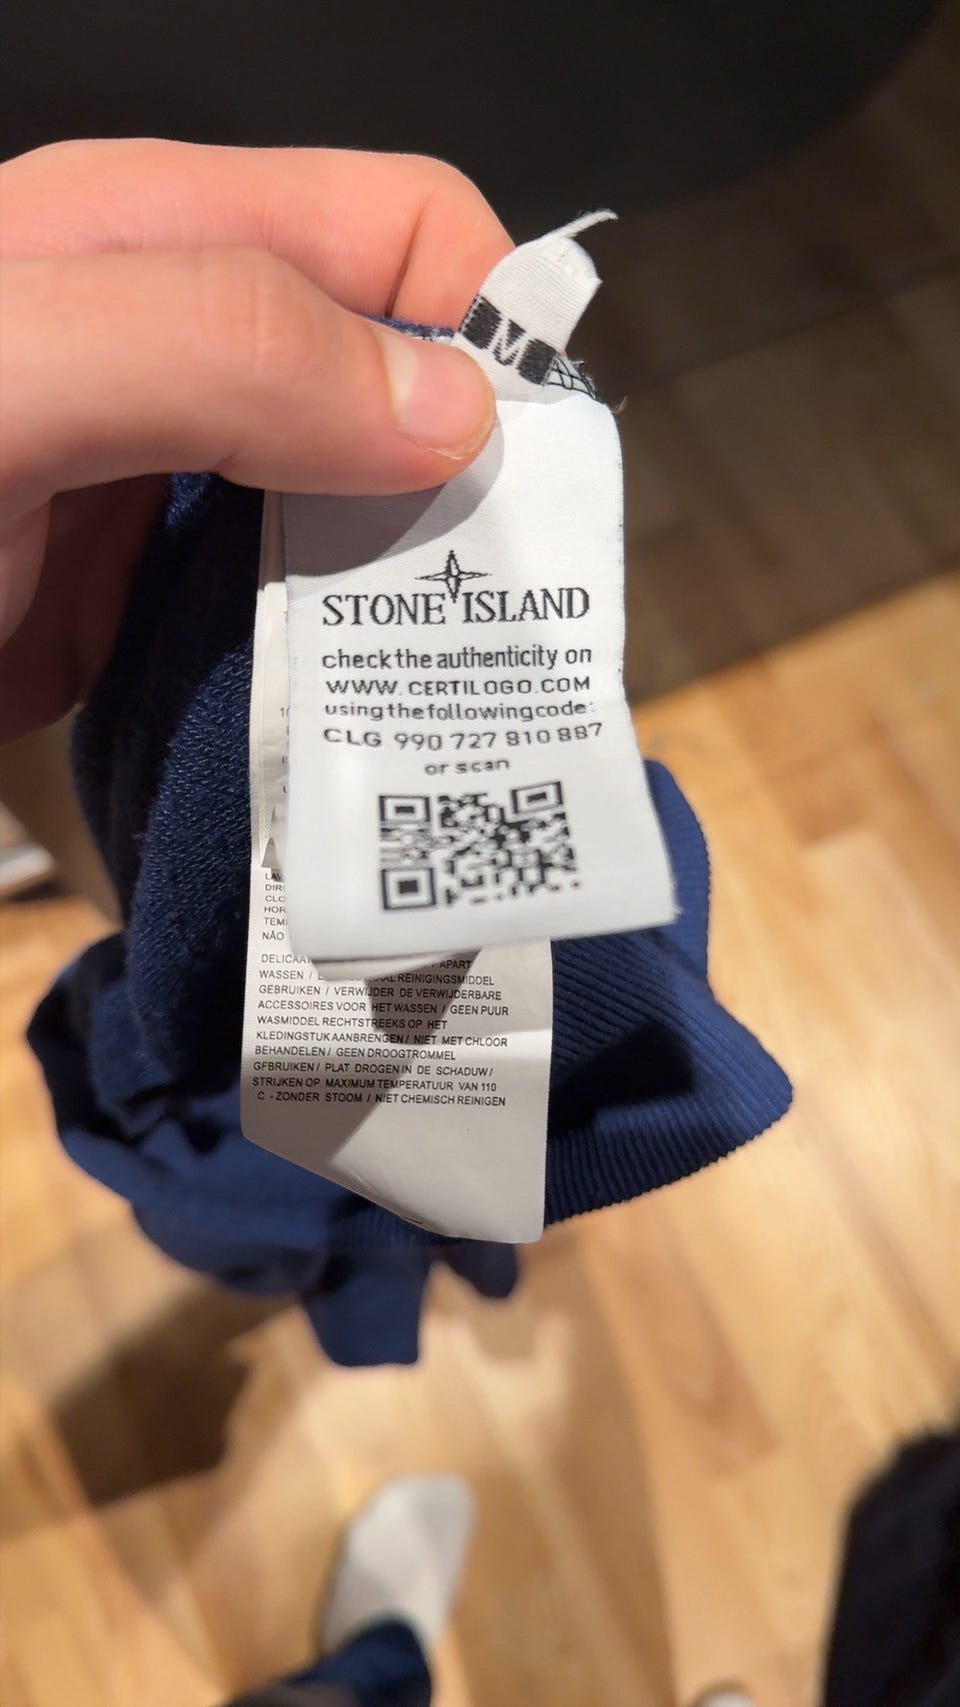 M
STONE ISLAND
check the authenticity on
WWW.CERTILOGO.COM
using the following code:
CLG 990 727 810 887
or scan
DELICAAT
/ APART
WASSEN /
REINIGINGSMIDDEL
GEBRUIKEN / VERWIJDER DE VERWIJDERBARE
ACCESSOIRES VOOR HET WASSEN / GEEN PUUR
WASMIDDEL RECHTSTREEKS OP HET
KLEDINGSTUK AANBRENGEN / NIET MET CHLOOR
BEHANDELEN / GEEN DROOGTROMMEL
GFBRUIKEN / PLAT DROGEN IN DE SCHADUW /
STRIJKEN OP MAXIMUM TEMPERATUUR VAN 110
C - ZONDER STOOM / NIET CHEMISCH REINIGEN